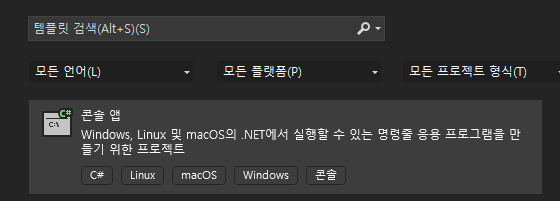 템플릿 검색(Alt+S)(S)
모든 언어(L) 모든 플랫폼(P) 모든 프로젝트 형식(T)
C#
C:\
콘솔 앱
Windows, Linux 및 macOS의 .NET에서 실행할 수 있는 명령줄 응용 프로그램을 만
들기 위한 프로젝트
C# Linux macOS Windows 콘솔